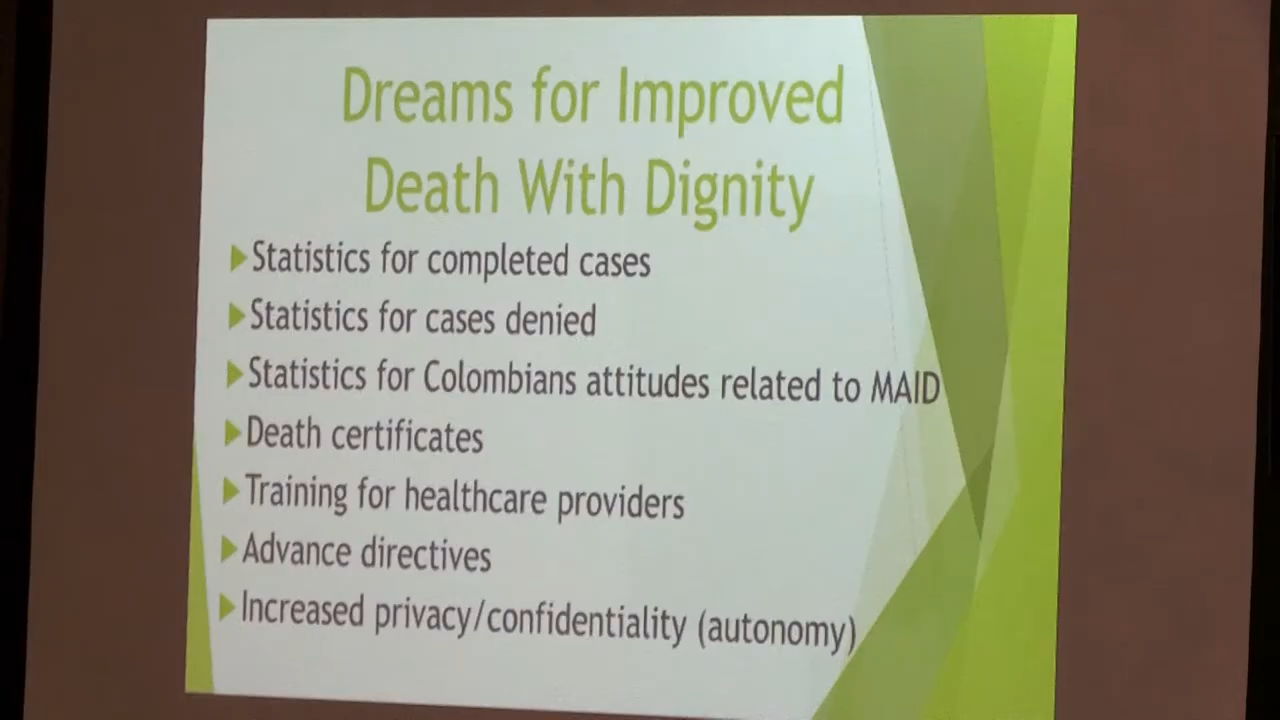 Dreams for Improved
Death With Dignity
Statistics for completed cases
Statistics for cases denied
Statistics for Colombians attitudes related to MAID
Death certificates
Training for healthcare providers
Advance directives
Increased privacy/confidentiality (autonomy)